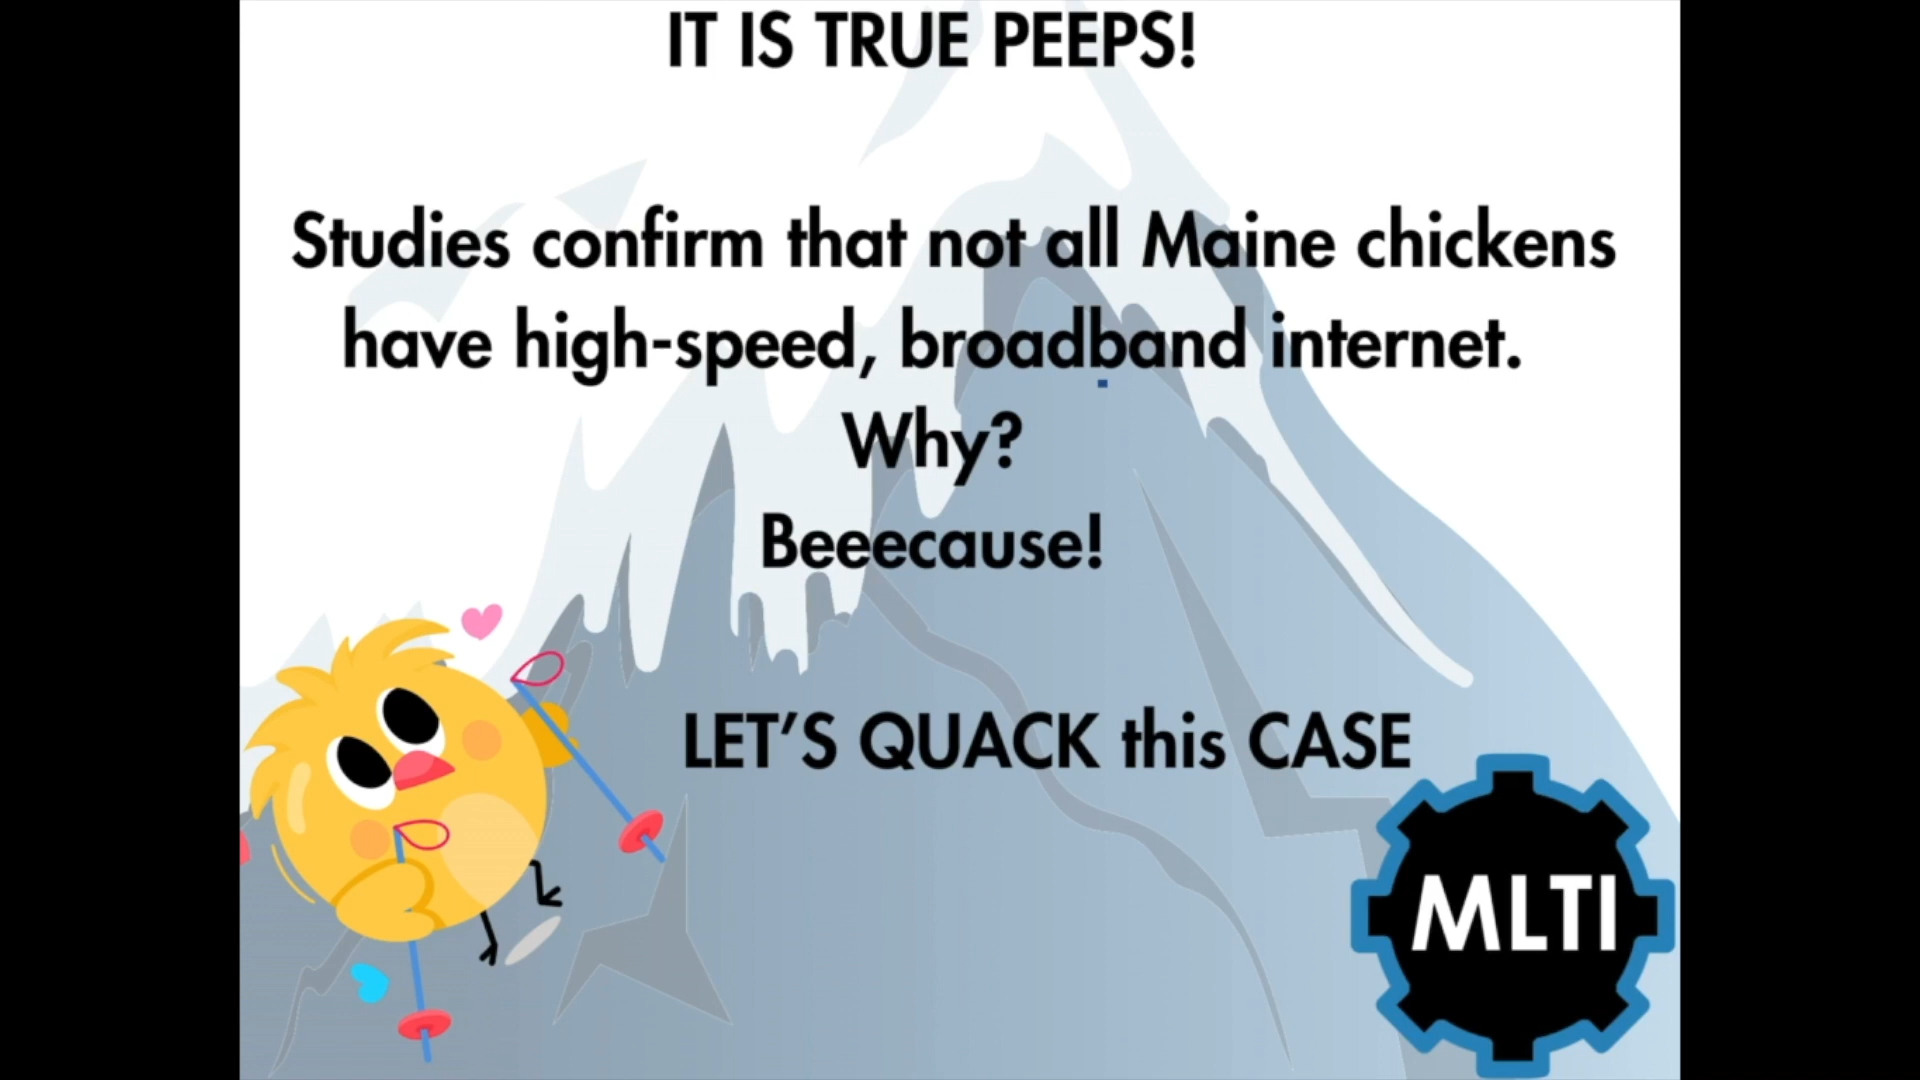 IT IS TRUE PEEPS!
Studies confirm that not all Maine chickens
have high-speed, broadband internet.
Why?
Beeecause!
LET’S QUACK this CASE
MLTI